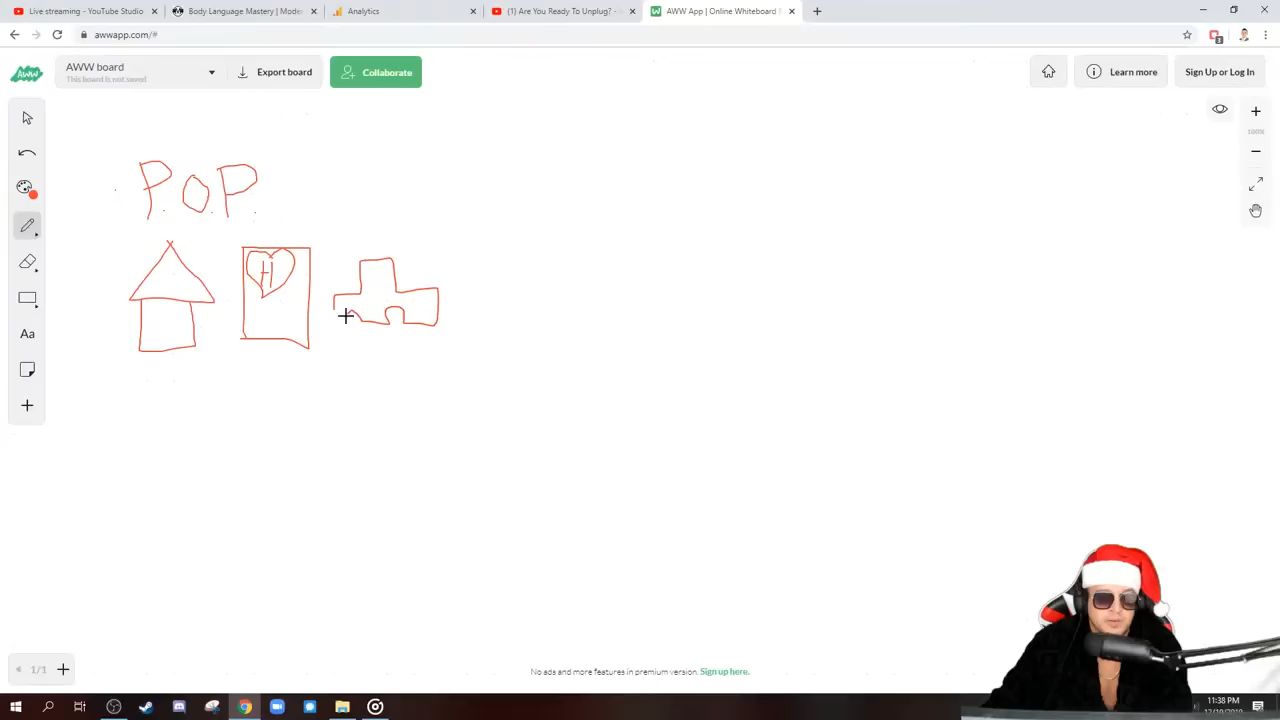 Live streaming - YouTube Studio
Body Language Mastery | Mode
Analytics
(1) Are You Ready To Unplug? -
AWW App | Online Whiteboard
awwapp.com/#
AWW board
This board is not saved
Export board
Collaborate
Learn more
Sign Up or Log In
100%
P.O.P.
H
Aa
1/1
No ads and more features in premium version. Sign up here.
11:38 PM